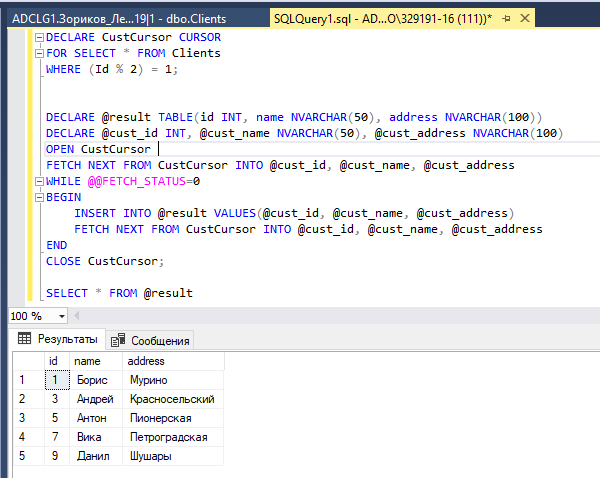 ADCLG1.Зориков_Ле...19|1 - dbo.Clients
SQLQuery1.sql - AD...O\329191-16 (111))*
DECLARE CustCursor CURSOR
FOR SELECT * FROM Clients
WHERE (Id % 2) = 1;
DECLARE @result TABLE(id INT, name NVARCHAR(50), address NVARCHAR(100))
DECLARE @cust_id INT, @cust_name NVARCHAR(50), @cust_address NVARCHAR(100)
OPEN CustCursor
FETCH NEXT FROM CustCursor INTO @cust_id, @cust_name, @cust_address
WHILE @@FETCH_STATUS=0
BEGIN
INSERT INTO @result VALUES(@cust_id, @cust_name, @cust_address)
FETCH NEXT FROM CustCursor INTO @cust_id, @cust_name, @cust_address
END
CLOSE CustCursor;
SELECT * FROM @result
100 %
Результаты Сообщения
id name address
1 1 Борис Мурино
2 3 Андрей Красносельский
3 5 Антон Пионерская
4 7 Вика Петроградская
5 9 Данил Шушары